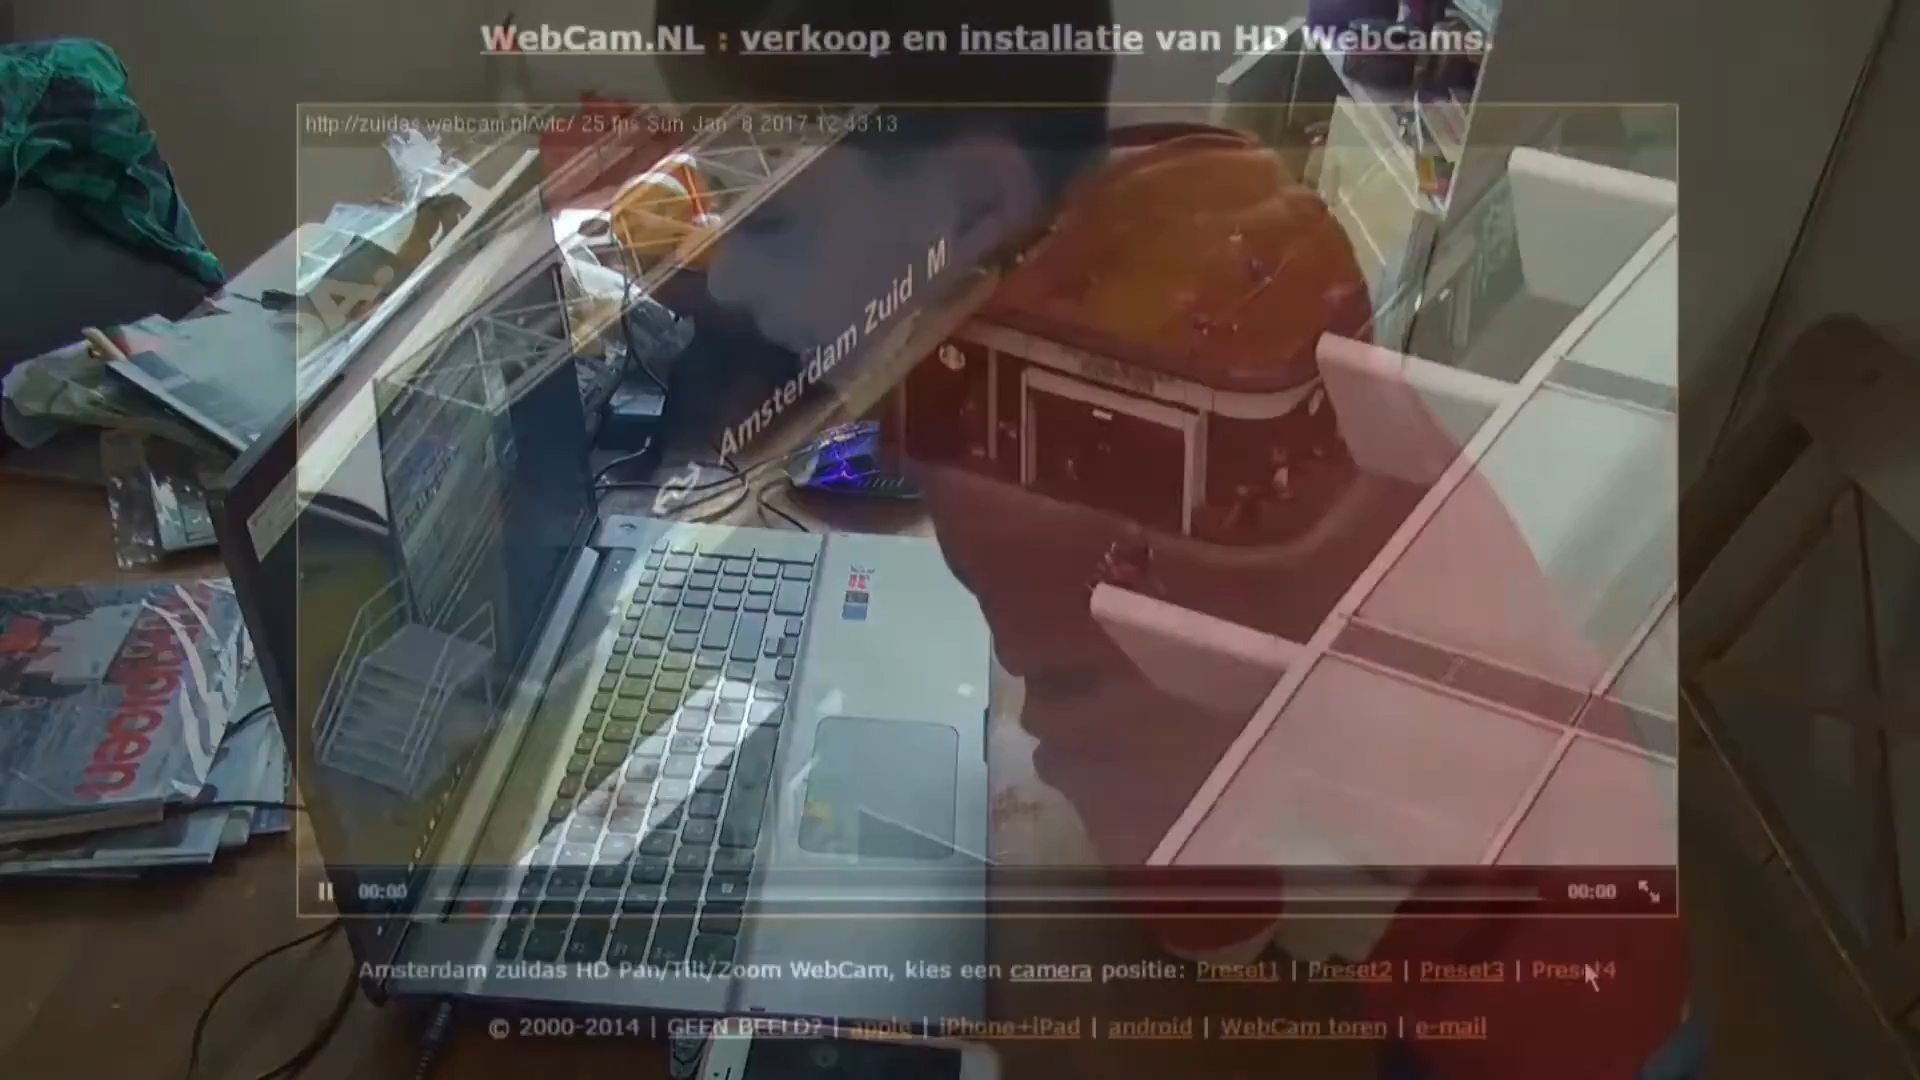 WebCam.NL : verkoop en installatie van HD WebCams.
http://zuidas.webcam.nl/wtc/ 25 fps Sun Jan 8 2017 12:43:13
Amsterdam Zuid M
00:00
00:00
Amsterdam zuidas HD Pan/Tilt/Zoom WebCam, kies een camera positie: Preset1 | Preset2 | Preset3 | Preset4
© 2000-2014 | GEEN BEELD? | apple | iPhone+iPad | android | WebCam toren | e-mail